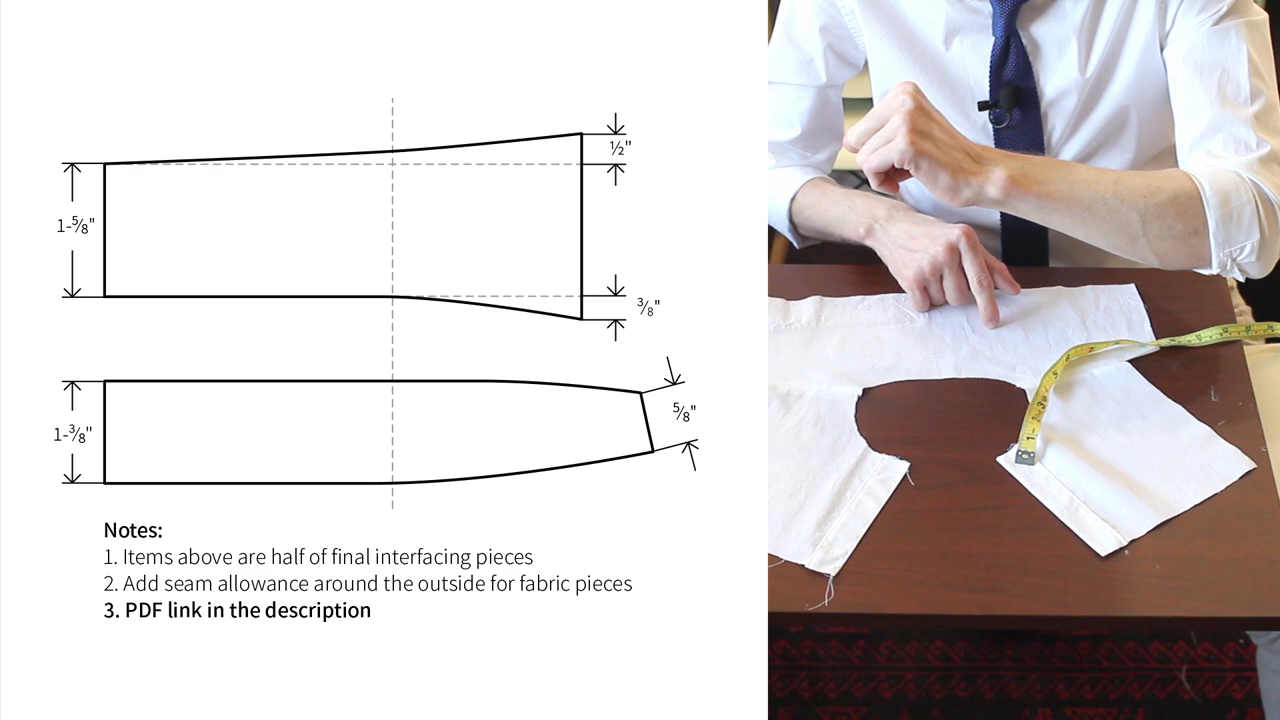 ½"
1-⅝"
⅜"
⅝"
1-⅜"
Notes:
1. Items above are half of final interfacing pieces
2. Add seam allowance around the outside for fabric pieces
3. PDF link in the description